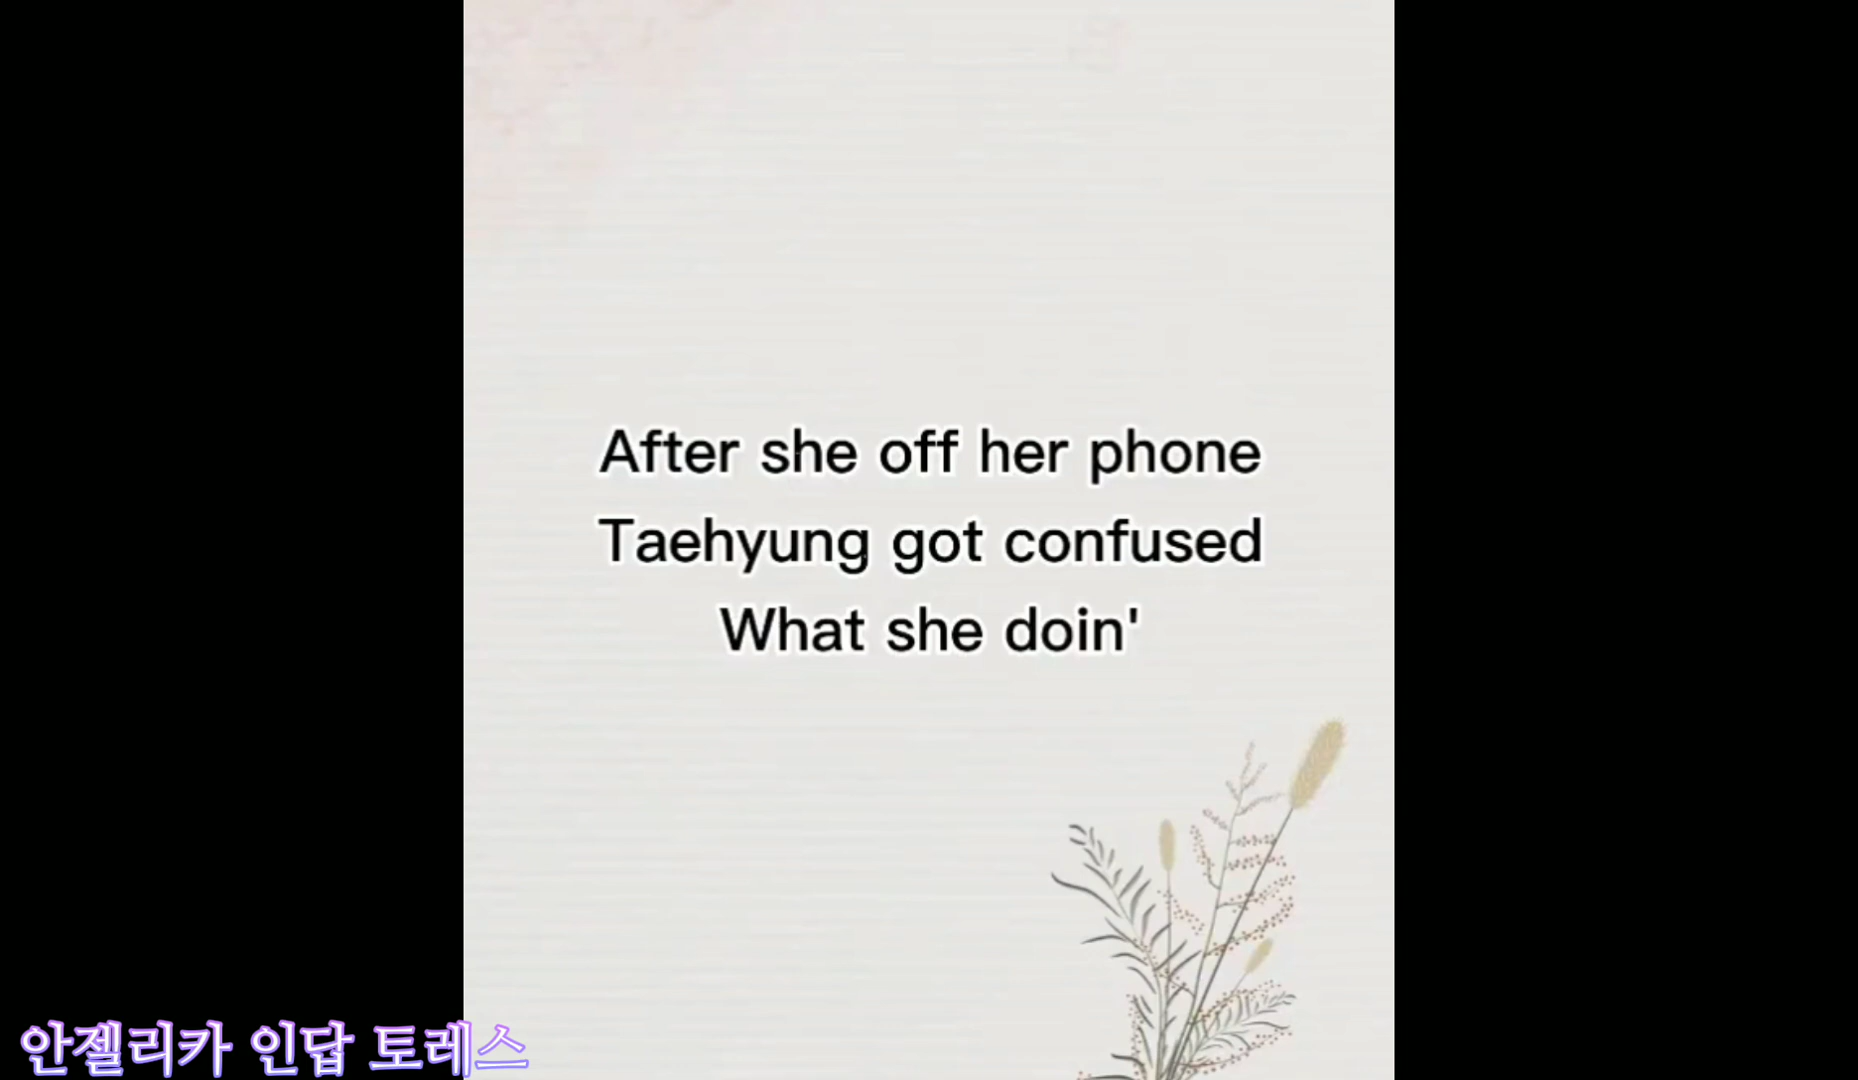 After she off her phone
Taehyung got confused
What she doin'
안젤리카 인답 토레스